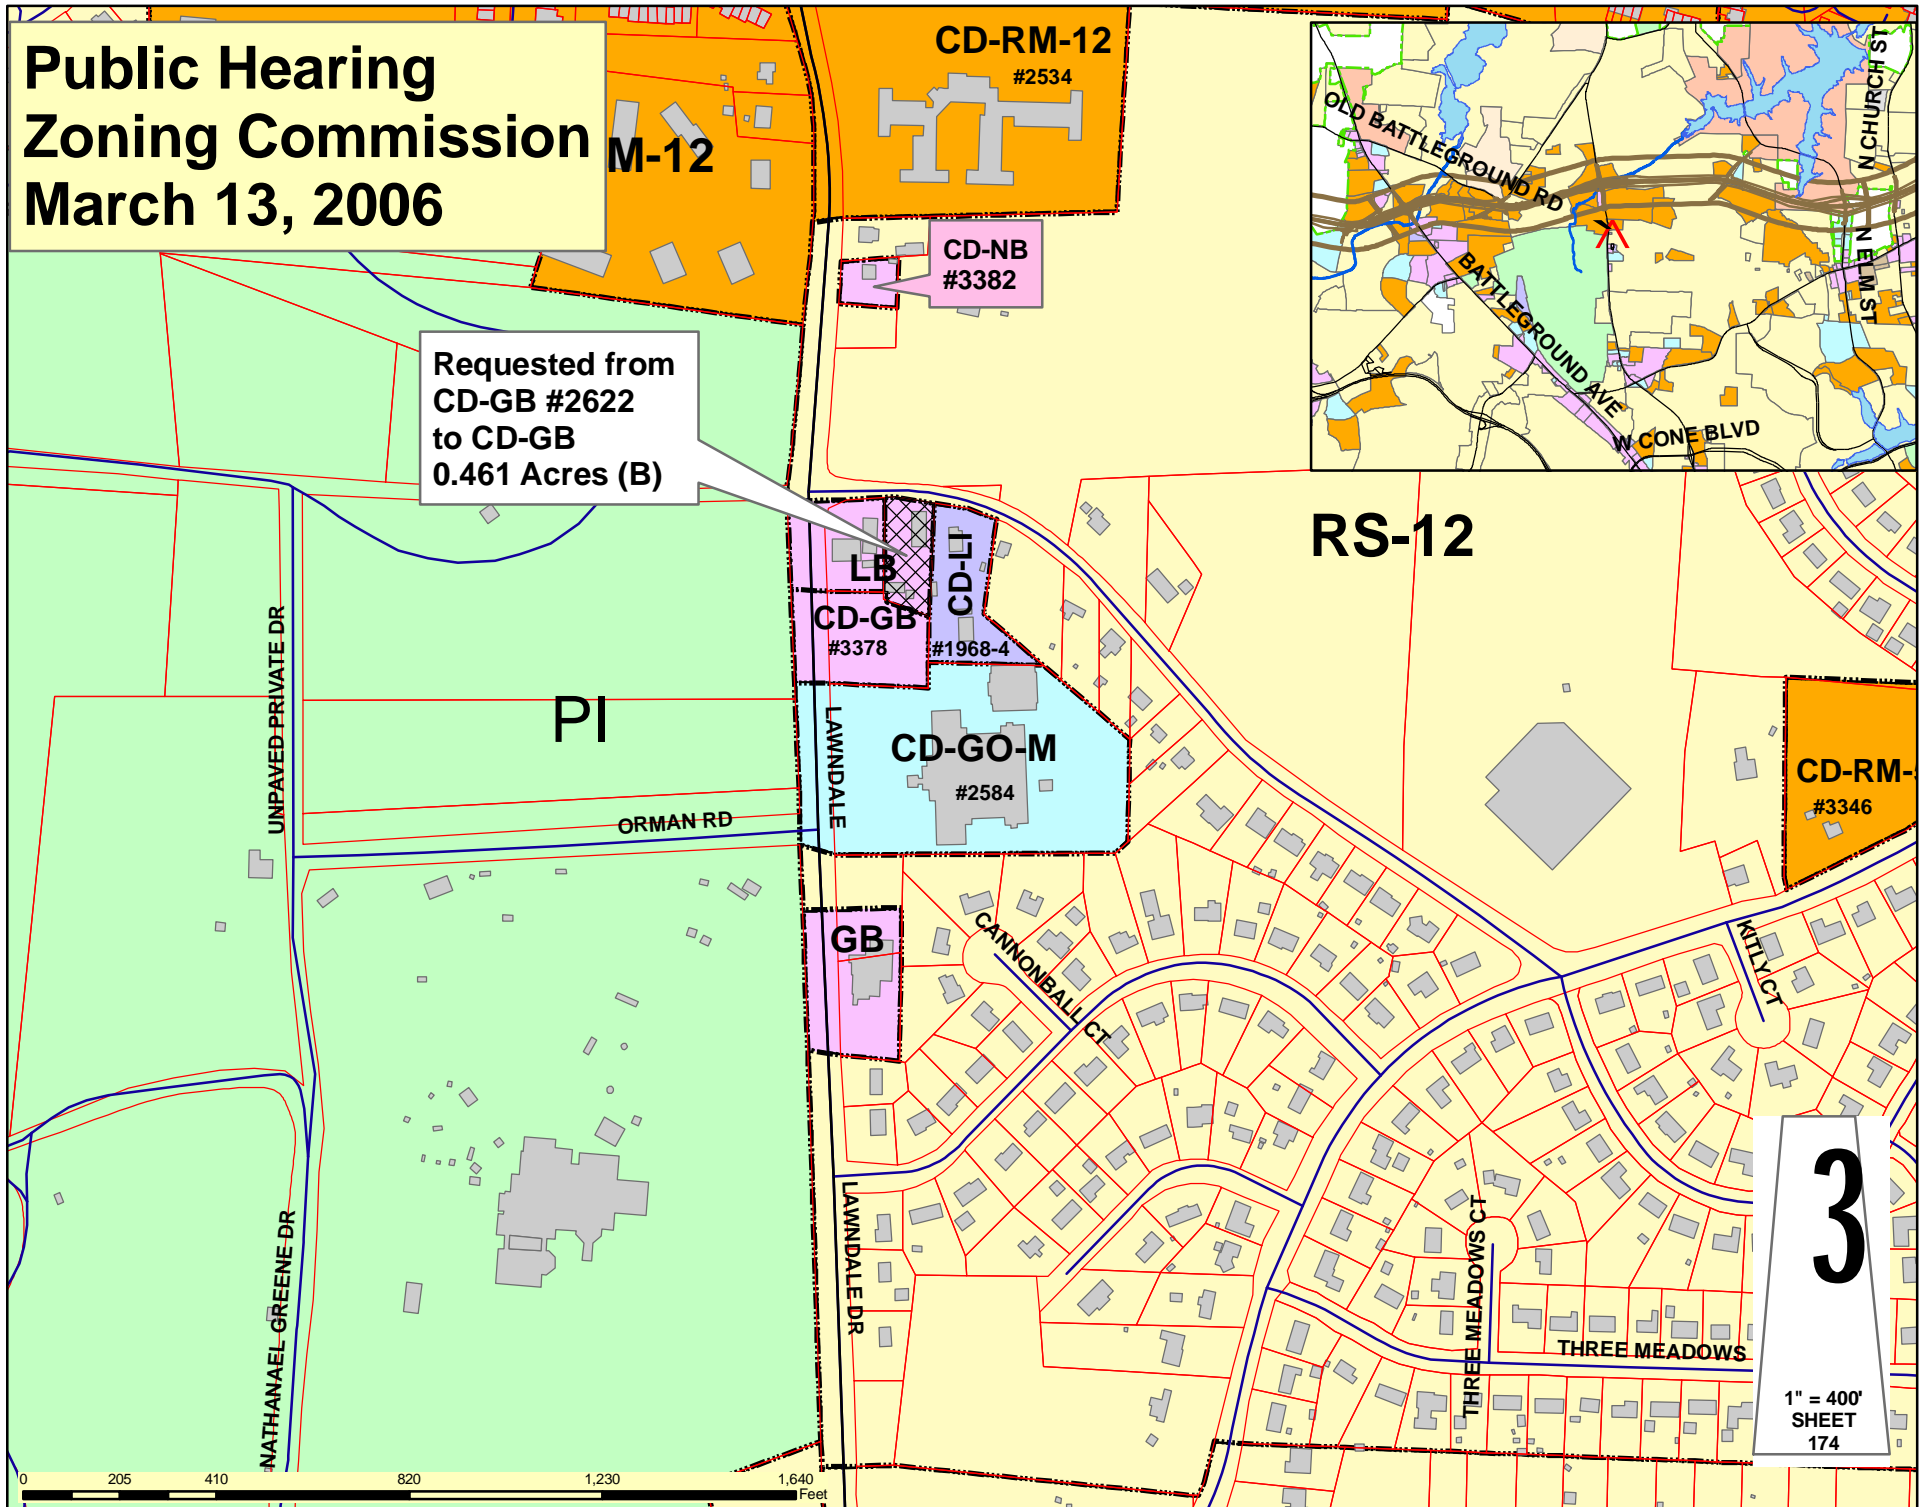 Public Hearing
Zoning Commission
March 13, 2006
M-12
CD-RM-12
#2534
CD-NB
#3382
Requested from
CD-GB #2622
to CD-GB
0.461 Acres (B)
OLD BATTLEGROUND RD
BATTLEGROUND AVE
W CONE BLVD
N CHURCH ST
N ELM ST
RS-12
LB
CD-LI
#1968-4
CD-GB
#3378
PI
UNPAVED PRIVATE DR
LAWNDALE
CD-GO-M
#2584
ORMAN RD
CD-RM-5
#3346
GB
CANNONBALL CT
KITLY CT
LAWNDALE DR
NATHANAEL GREENE DR
THREE MEADOWS CT
THREE MEADOWS
3
1" = 400'
SHEET
174
0 205 410 820 1,230 1,640
Feet